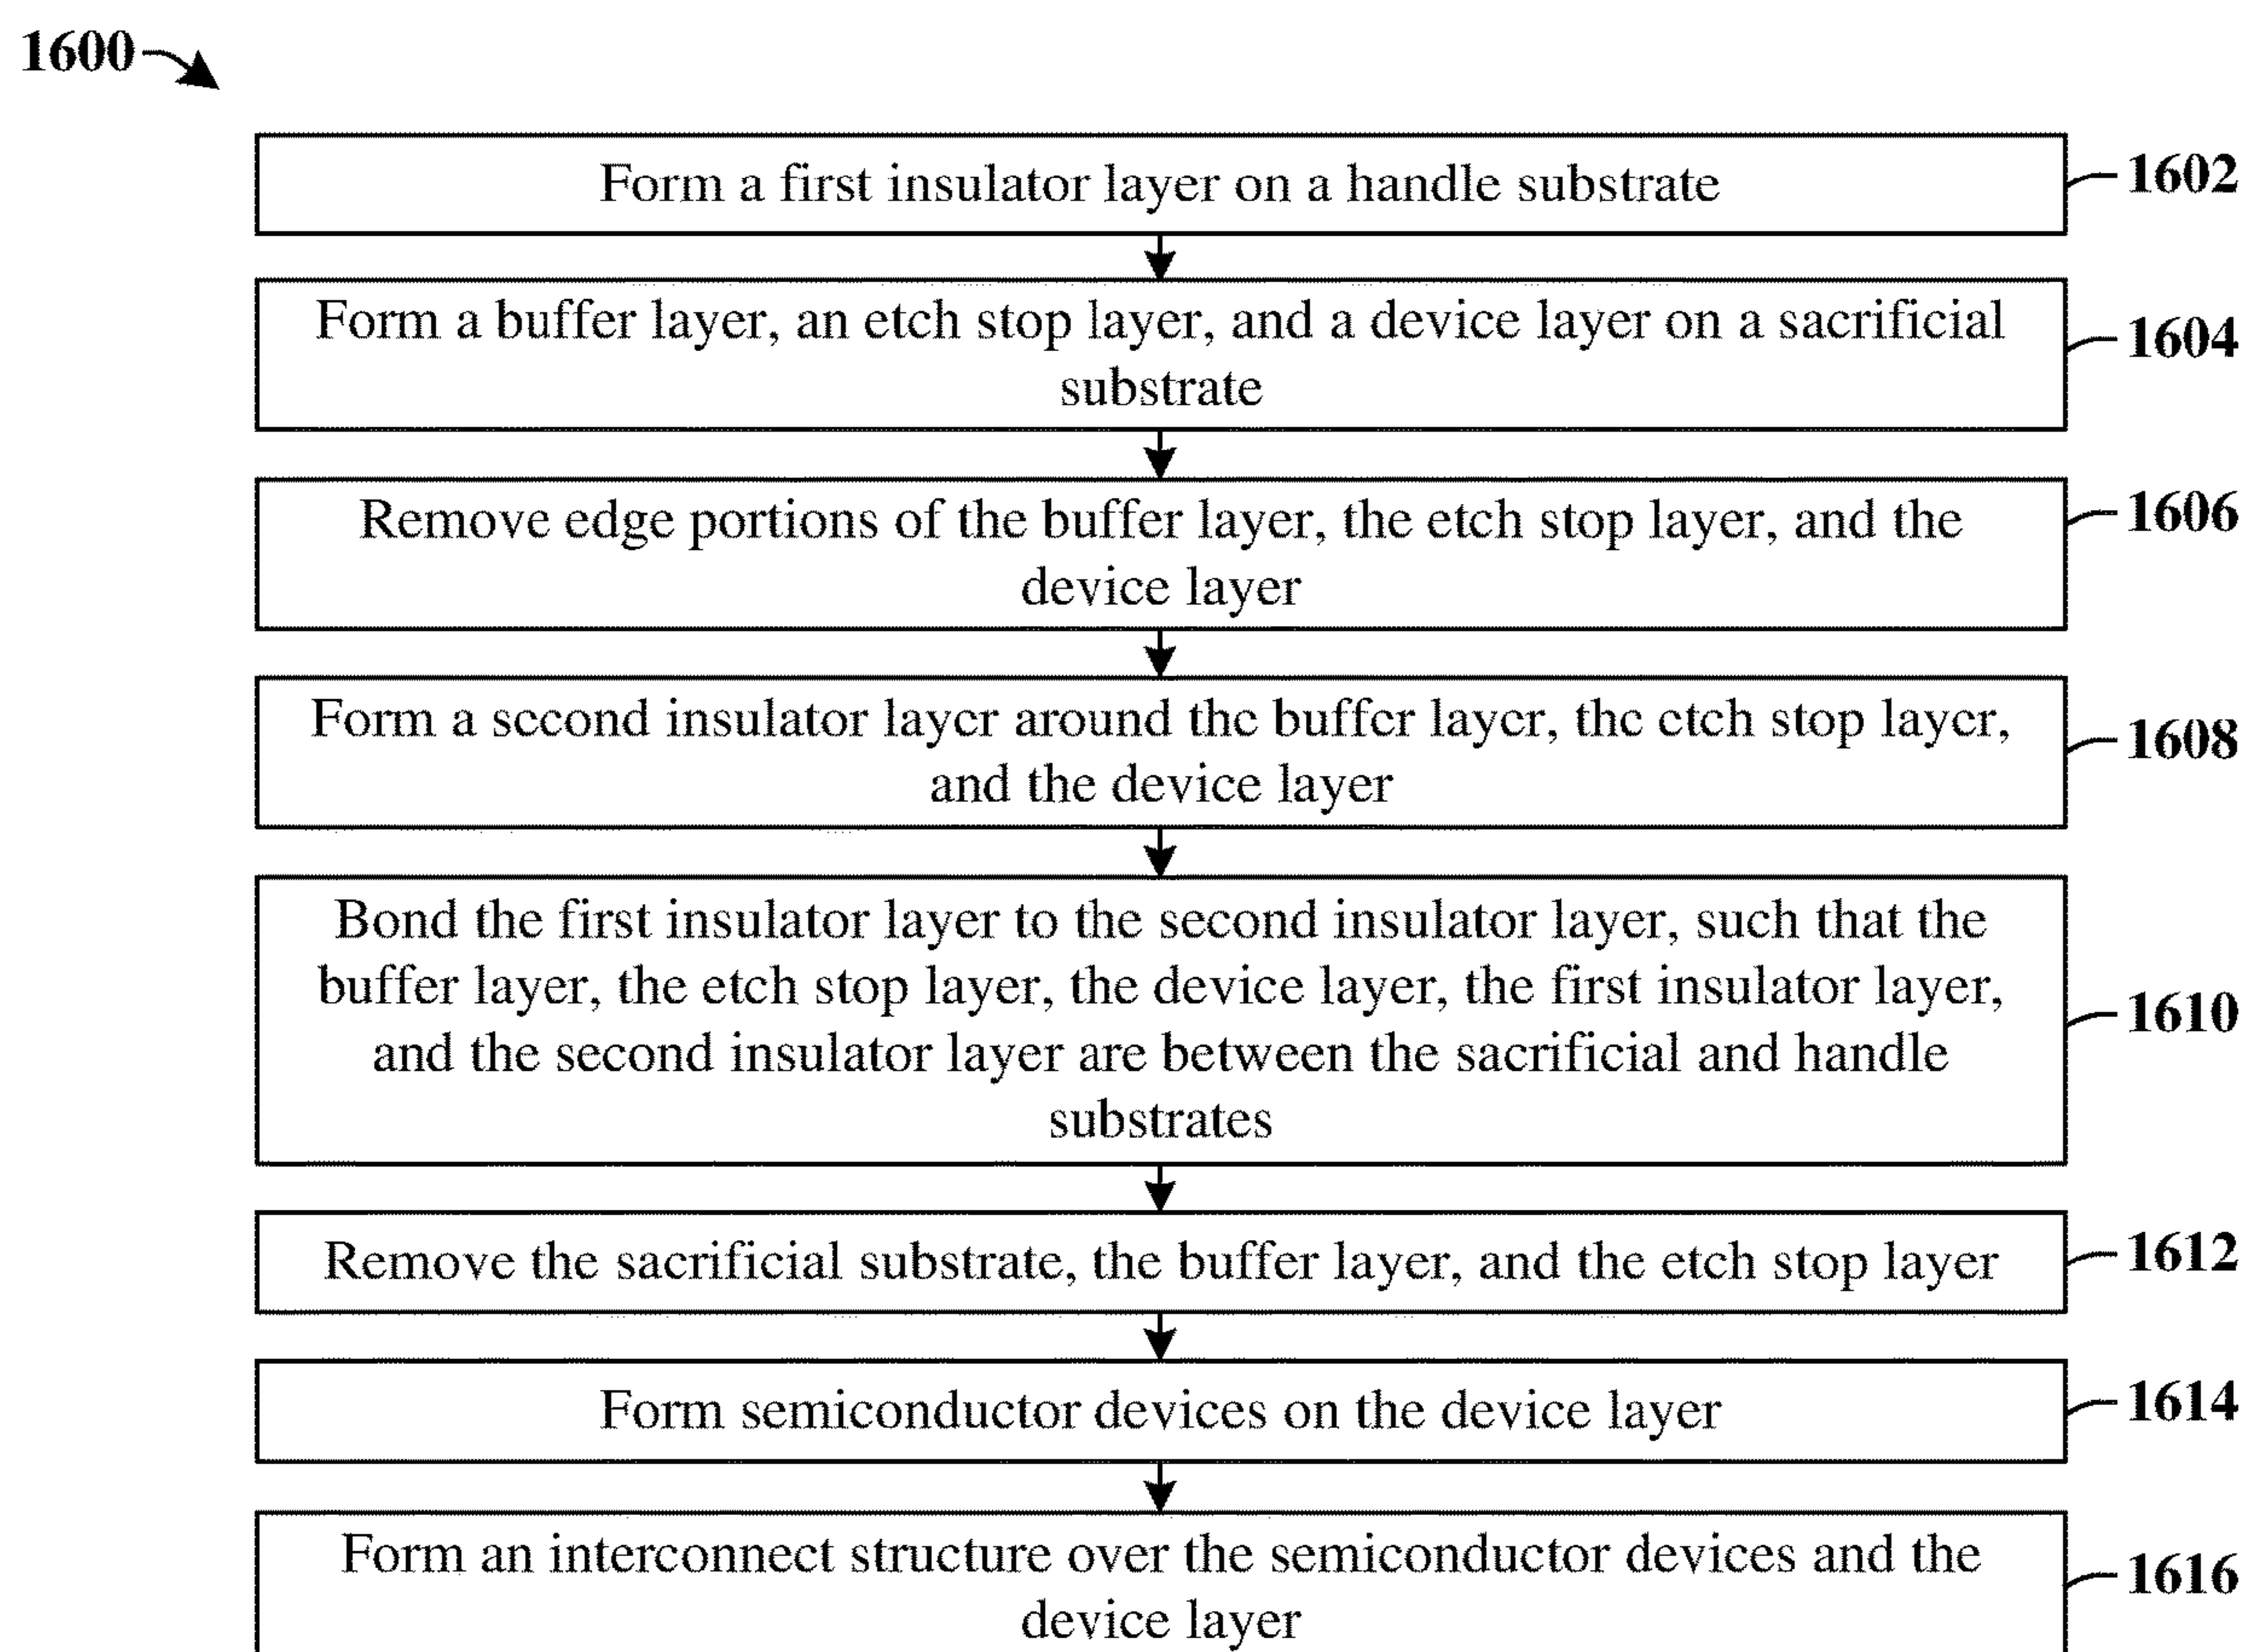 1600
Form a first insulator layer on a handle substrate
1602
Form a buffer layer, an etch stop layer, and a device layer on a sacrificial
substrate
1604
Remove edge portions of the buffer layer, the etch stop layer, and the
device layer
1606
Form a second insulator layer around the buffer layer, the etch stop layer,
and the device layer
1608
Bond the first insulator layer to the second insulator layer, such that the
buffer layer, the etch stop layer, the device layer, the first insulator layer,
and the second insulator layer are between the sacrificial and handle
substrates
1610
Remove the sacrificial substrate, the buffer layer, and the etch stop layer
1612
Form semiconductor devices on the device layer
1614
Form an interconnect structure over the semiconductor devices and the
device layer
1616